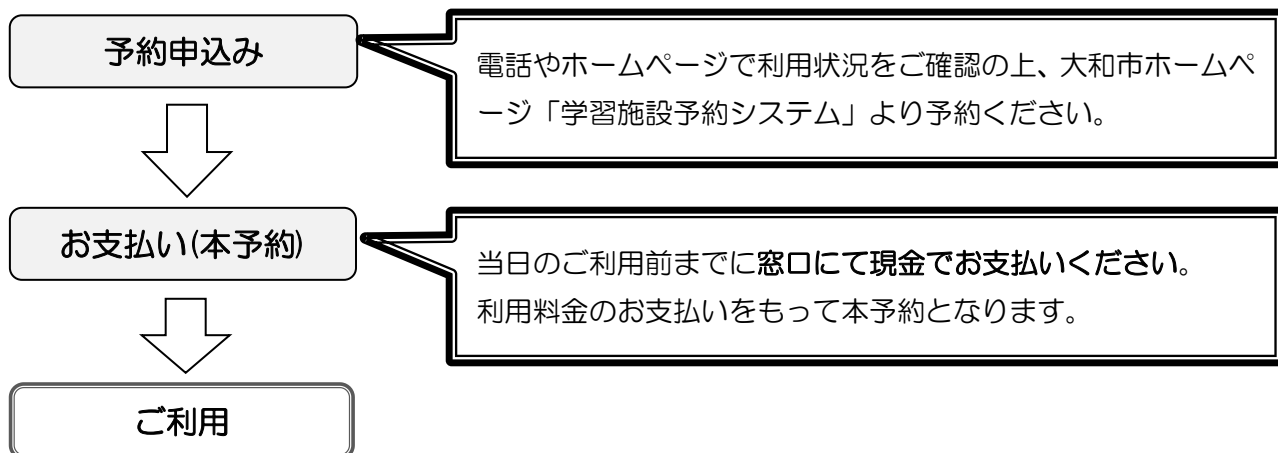 予約申込み
電話やホームページで利用状況をご確認の上、大和市ホームペ
ージ「学習施設予約システム」より予約ください。
お支払い(本予約)
当日のご利用前までに窓口にて現金でお支払いください。
利用料金のお支払いをもって本予約となります。
ご利用